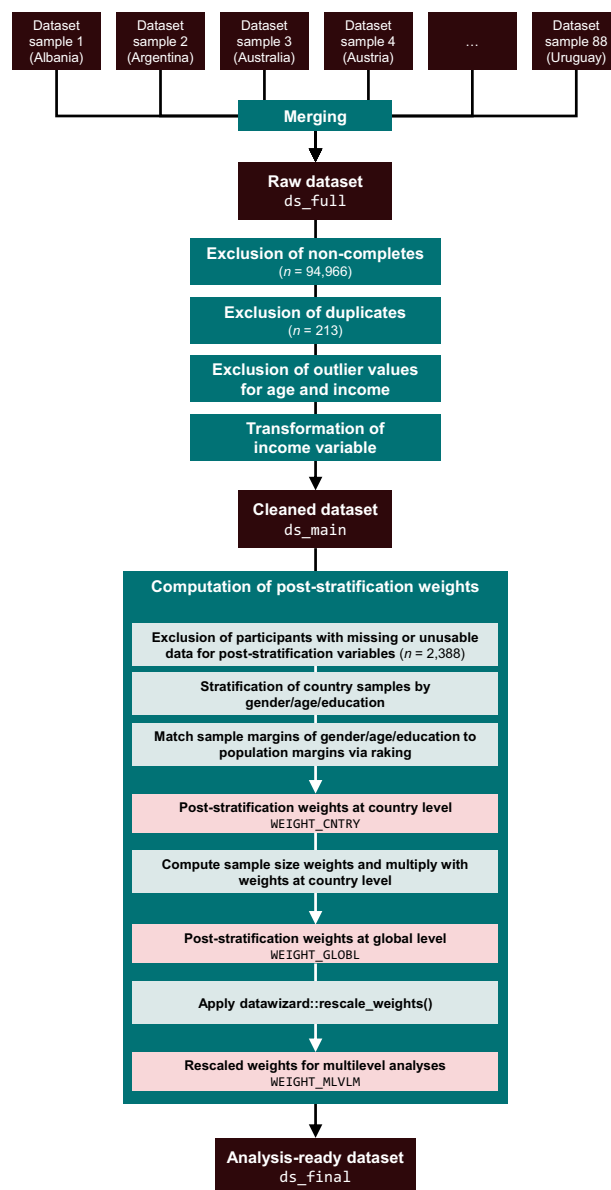 Dataset
sample 1
(Albania)
Dataset
sample 2
(Argentina)
Dataset
sample 3
(Australia)
Dataset
sample 4
(Austria)
...
Dataset
sample 88
(Uruguay)
Merging
Raw dataset
ds_full
Exclusion of non-completes
(n = 94,966)
Exclusion of duplicates
(n = 213)
Exclusion of outlier values
for age and income
Transformation of
income variable
Cleaned dataset
ds_main
Computation of post-stratification weights
Exclusion of participants with missing or unusable
data for post-stratification variables (n = 2,388)
Stratification of country samples by
gender/age/education
Match sample margins of gender/age/education to
population margins via raking
Post-stratification weights at country level
WEIGHT_CNTRY
Compute sample size weights and multiply with
weights at country level
Post-stratification weights at global level
WEIGHT_GLOBL
Apply datawizard::rescale_weights()
Rescaled weights for multilevel analyses
WEIGHT_MLVLM
Analysis-ready dataset
ds_final